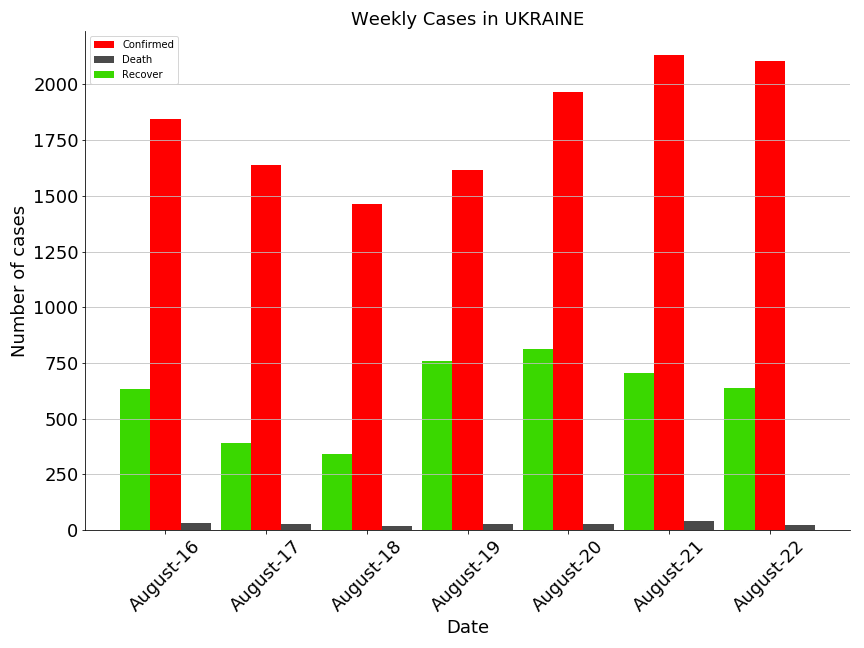 Weekly Cases in UKRAINE
Confirmed
Death
Recover
Number of cases
2000
1750
1500
1250
1000
750
500
250
0
August-16
August-17
August-18
August-19
August-20
August-21
August-22
Date